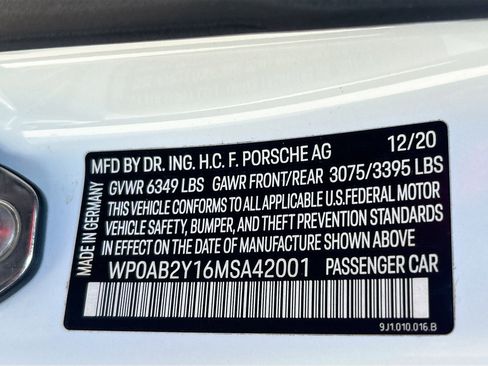 MFD BY DR. ING. H.C. F. PORSCHE AG 12/20
GVWR 6349 LBS GAWR FRONT/REAR 3075/3395 LBS
THIS VEHICLE CONFORMS TO ALL APPLICABLE U.S.FEDERAL MOTOR
VEHICLE SAFETY, BUMPER, AND THEFT PREVENTION STANDARDS
IN EFFECT ON THE DATE OF MANUFACTURE SHOWN ABOVE
WP0AB2Y16MSA42001 PASSENGER CAR
MADE IN GERMANY
9J1.010.016.B